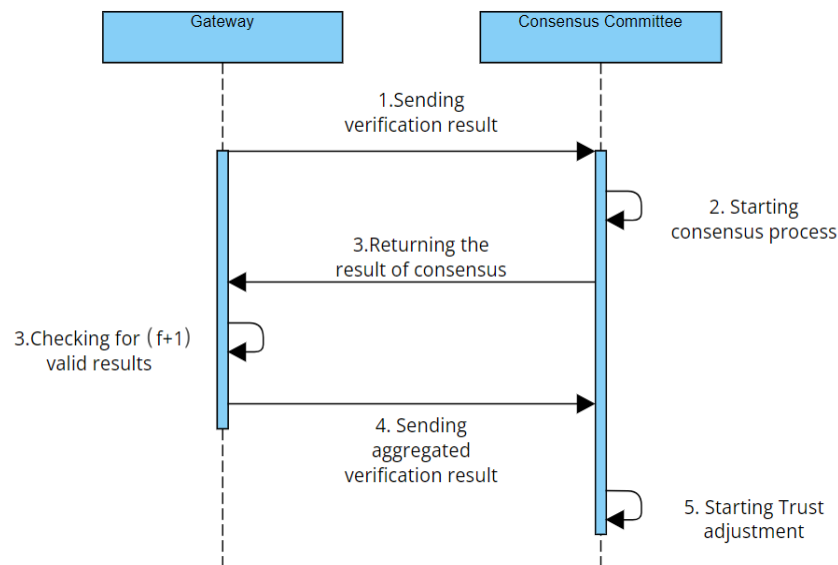 Gateway
Consensus Committee
1.Sending
verification result
2. Starting
consensus process
3.Returning the
result of consensus
3.Checking for (f+1)
valid results
4. Sending
aggregated
verification result
5. Starting Trust
adjustment